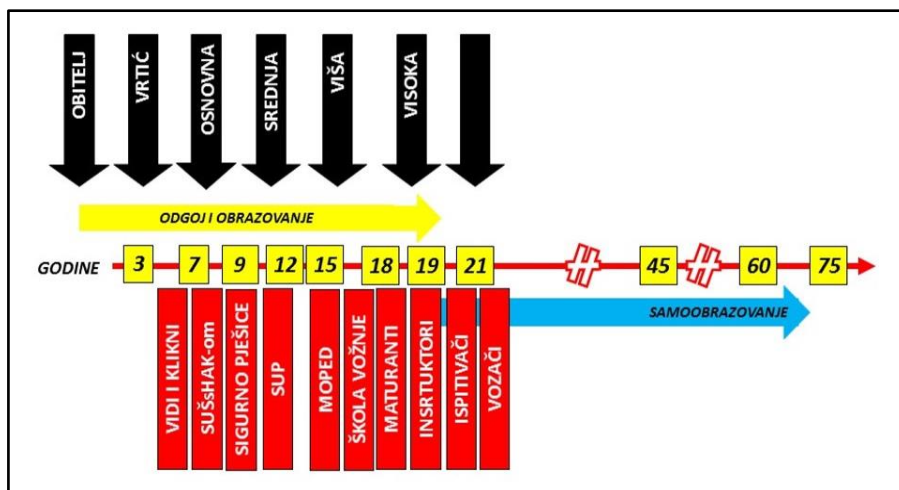 OBITELJ
VRTIĆ
OSNOVNA
SREDNJA
VIŠA
VISOKA
ODGOJ I OBRAZOVANJE
GODINE
3
7
9
12
15
18
19
21
45
60
75
SAMOOBRAZOVANJE
VIDI I KLIKNI
SUŠsHAK-om
SIGURNO PJEŠICE
SUP
MOPED
ŠKOLA VOŽNJE
MATURANTI
INSRTUKTORI
ISPITIVAČI
VOZAČI